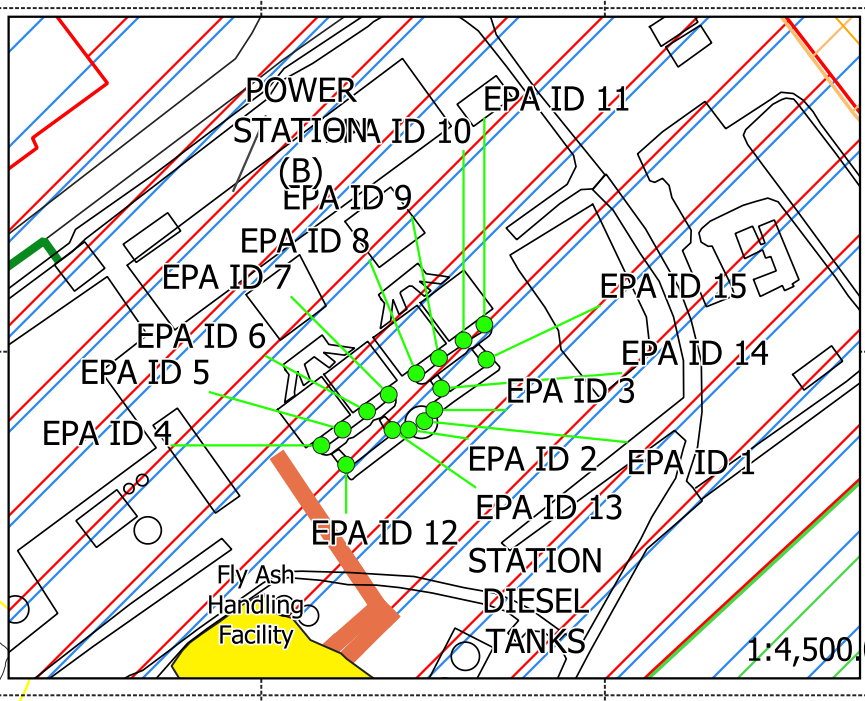 EPA ID 11
POWER
STATION
EPA ID 10
(B)
EPA ID 9
EPA ID 8
EPA ID 7
EPA ID 15
EPA ID 6
EPA ID 14
EPA ID 5
EPA ID 3
EPA ID 4
EPA ID 2
EPA ID 1
EPA ID 13
EPA ID 12
STATION
DIESEL
TANKS
Fly Ash
Handling
Facility
1:4,500.